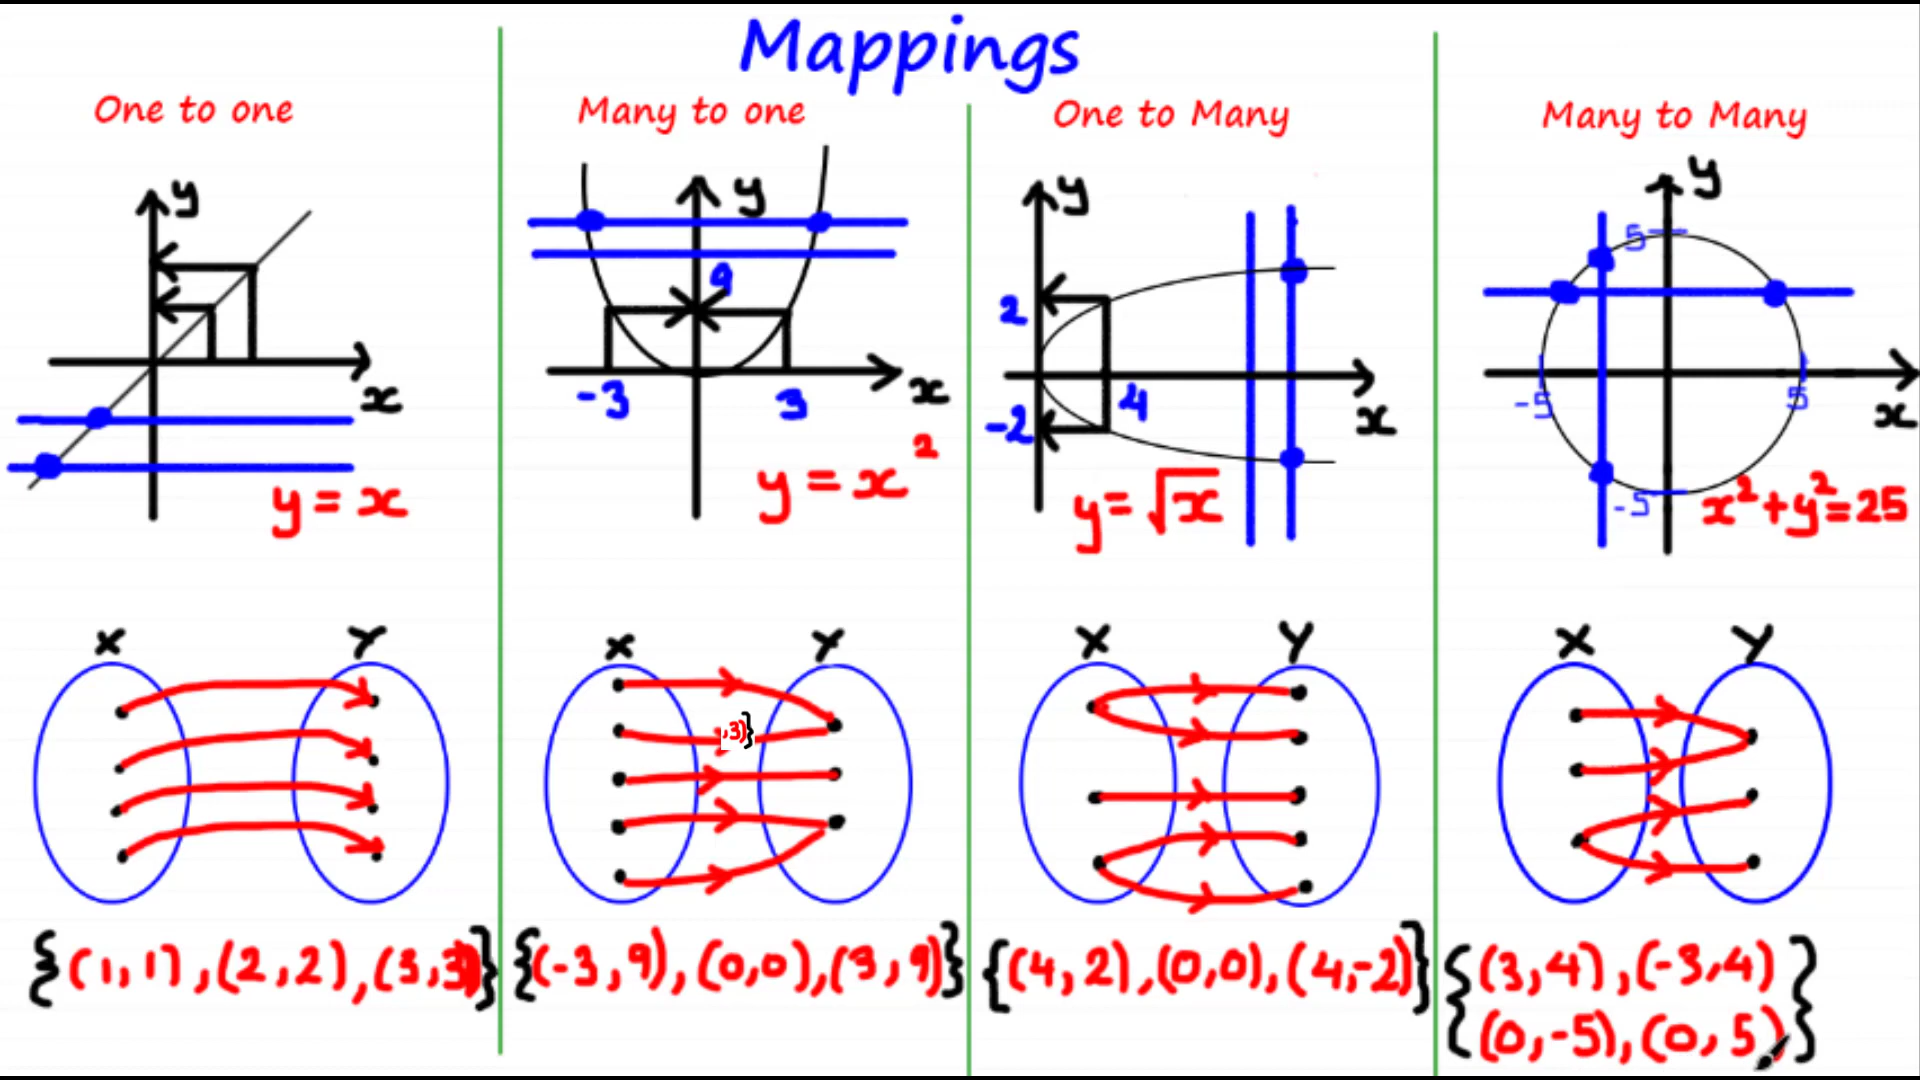 Mappings
One to one
y
x
y = x
X
Y
{(1,1),(2,2),(3,3)}
Many to one
y
9
-3
3
x
y = x²
X
Y
,3)}
{(-3,9),(0,0),(3,9)}
One to Many
y
2
4
-2
x
y = √x
X
Y
{(4,2),(0,0),(4,-2)}
Many to Many
y
5
-5
5
x
-5
x²+y²=25
X
Y
{(3,4),(-3,4)
(0,-5),(0,5)}